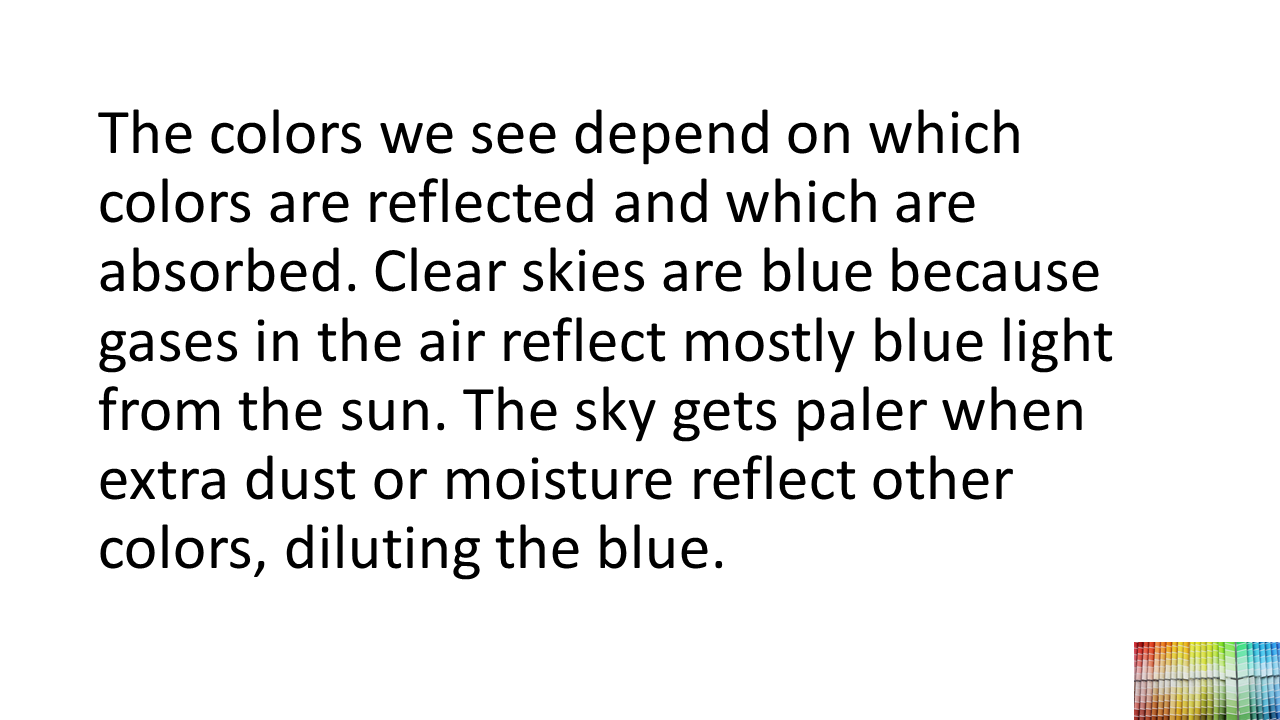 The colors we see depend on which
colors are reflected and which are
absorbed. Clear skies are blue because
gases in the air reflect mostly blue light
from the sun. The sky gets paler when
extra dust or moisture reflect other
colors, diluting the blue.